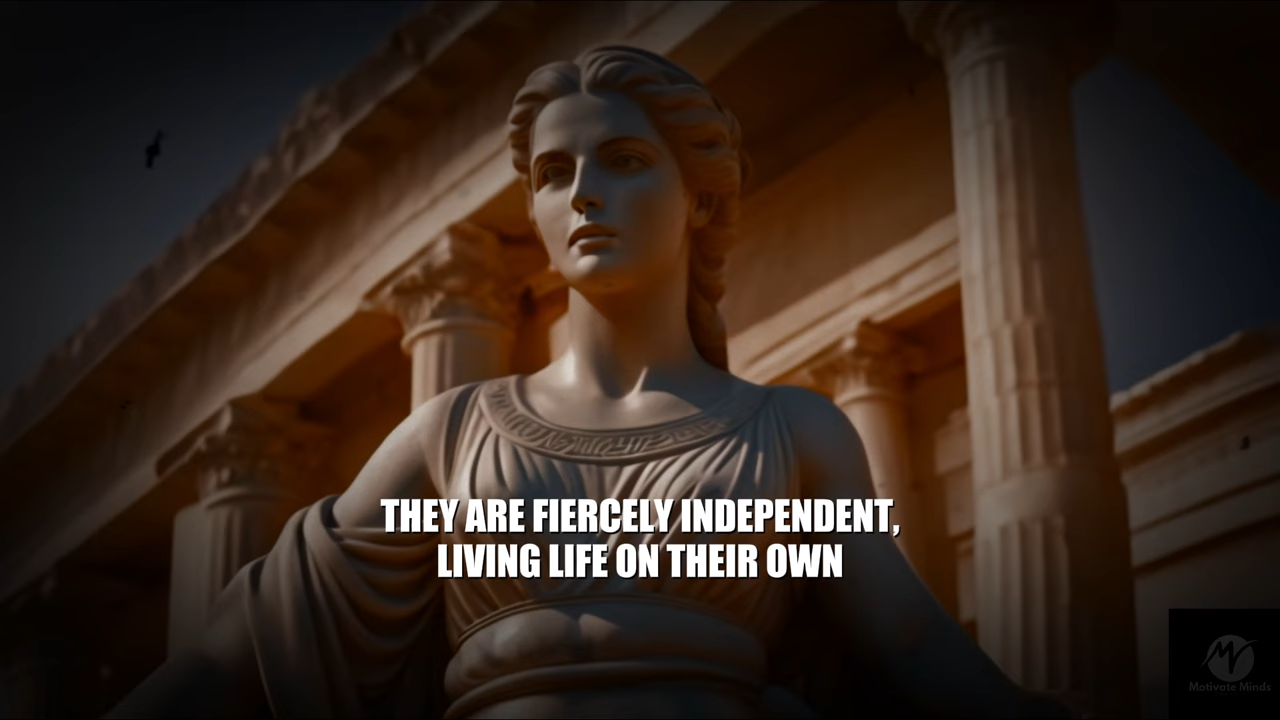 THEY ARE FIERCELY INDEPENDENT,
LIVING LIFE ON THEIR OWN
Motivate Minds